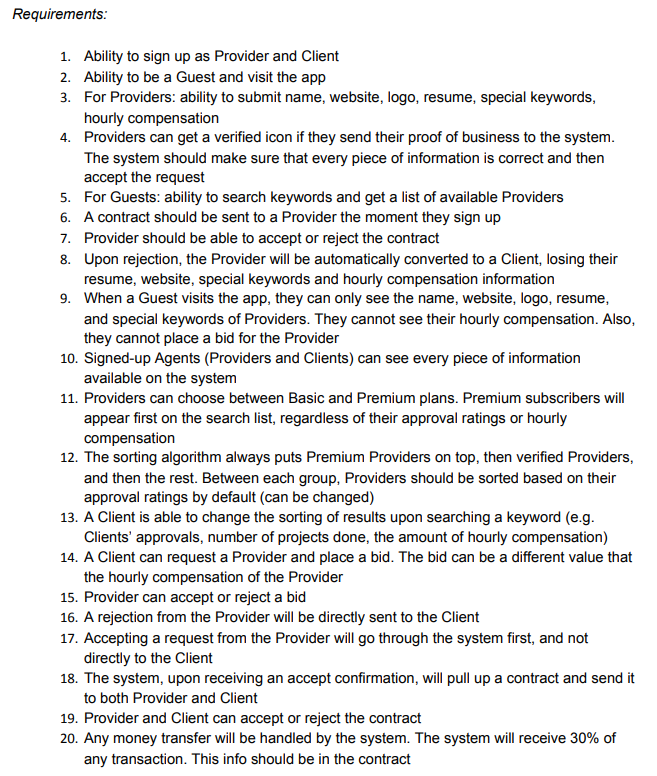 Requirements:
1. Ability to sign up as Provider and Client
2. Ability to be a Guest and visit the app
3. For Providers: ability to submit name, website, logo, resume, special keywords,
hourly compensation
4. Providers can get a verified icon if they send their proof of business to the system.
The system should make sure that every piece of information is correct and then
accept the request
5. For Guests: ability to search keywords and get a list of available Providers
6. A contract should be sent to a Provider the moment they sign up
7. Provider should be able to accept or reject the contract
8. Upon rejection, the Provider will be automatically converted to a Client, losing their
resume, website, special keywords and hourly compensation information
9. When a Guest visits the app, they can only see the name, website, logo, resume,
and special keywords of Providers. They cannot see their hourly compensation. Also,
they cannot place a bid for the Provider
10. Signed-up Agents (Providers and Clients) can see every piece of information
available on the system
11. Providers can choose between Basic and Premium plans. Premium subscribers will
appear first on the search list, regardless of their approval ratings or hourly
compensation
12. The sorting algorithm always puts Premium Providers on top, then verified Providers,
and then the rest. Between each group, Providers should be sorted based on their
approval ratings by default (can be changed)
13. A Client is able to change the sorting of results upon searching a keyword (e.g.
Clients' approvals, number of projects done, the amount of hourly compensation)
14. A Client can request a Provider and place a bid. The bid can be a different value that
the hourly compensation of the Provider
15. Provider can accept or reject a bid
16. A rejection from the Provider will be directly sent to the Client
17. Accepting a request from the Provider will go through the system first, and not
directly to the Client
18. The system, upon receiving an accept confirmation, will pull up a contract and send it
to both Provider and Client
19. Provider and Client can accept or reject the contract
20. Any money transfer will be handled by the system. The system will receive 30% of
any transaction. This info should be in the contract